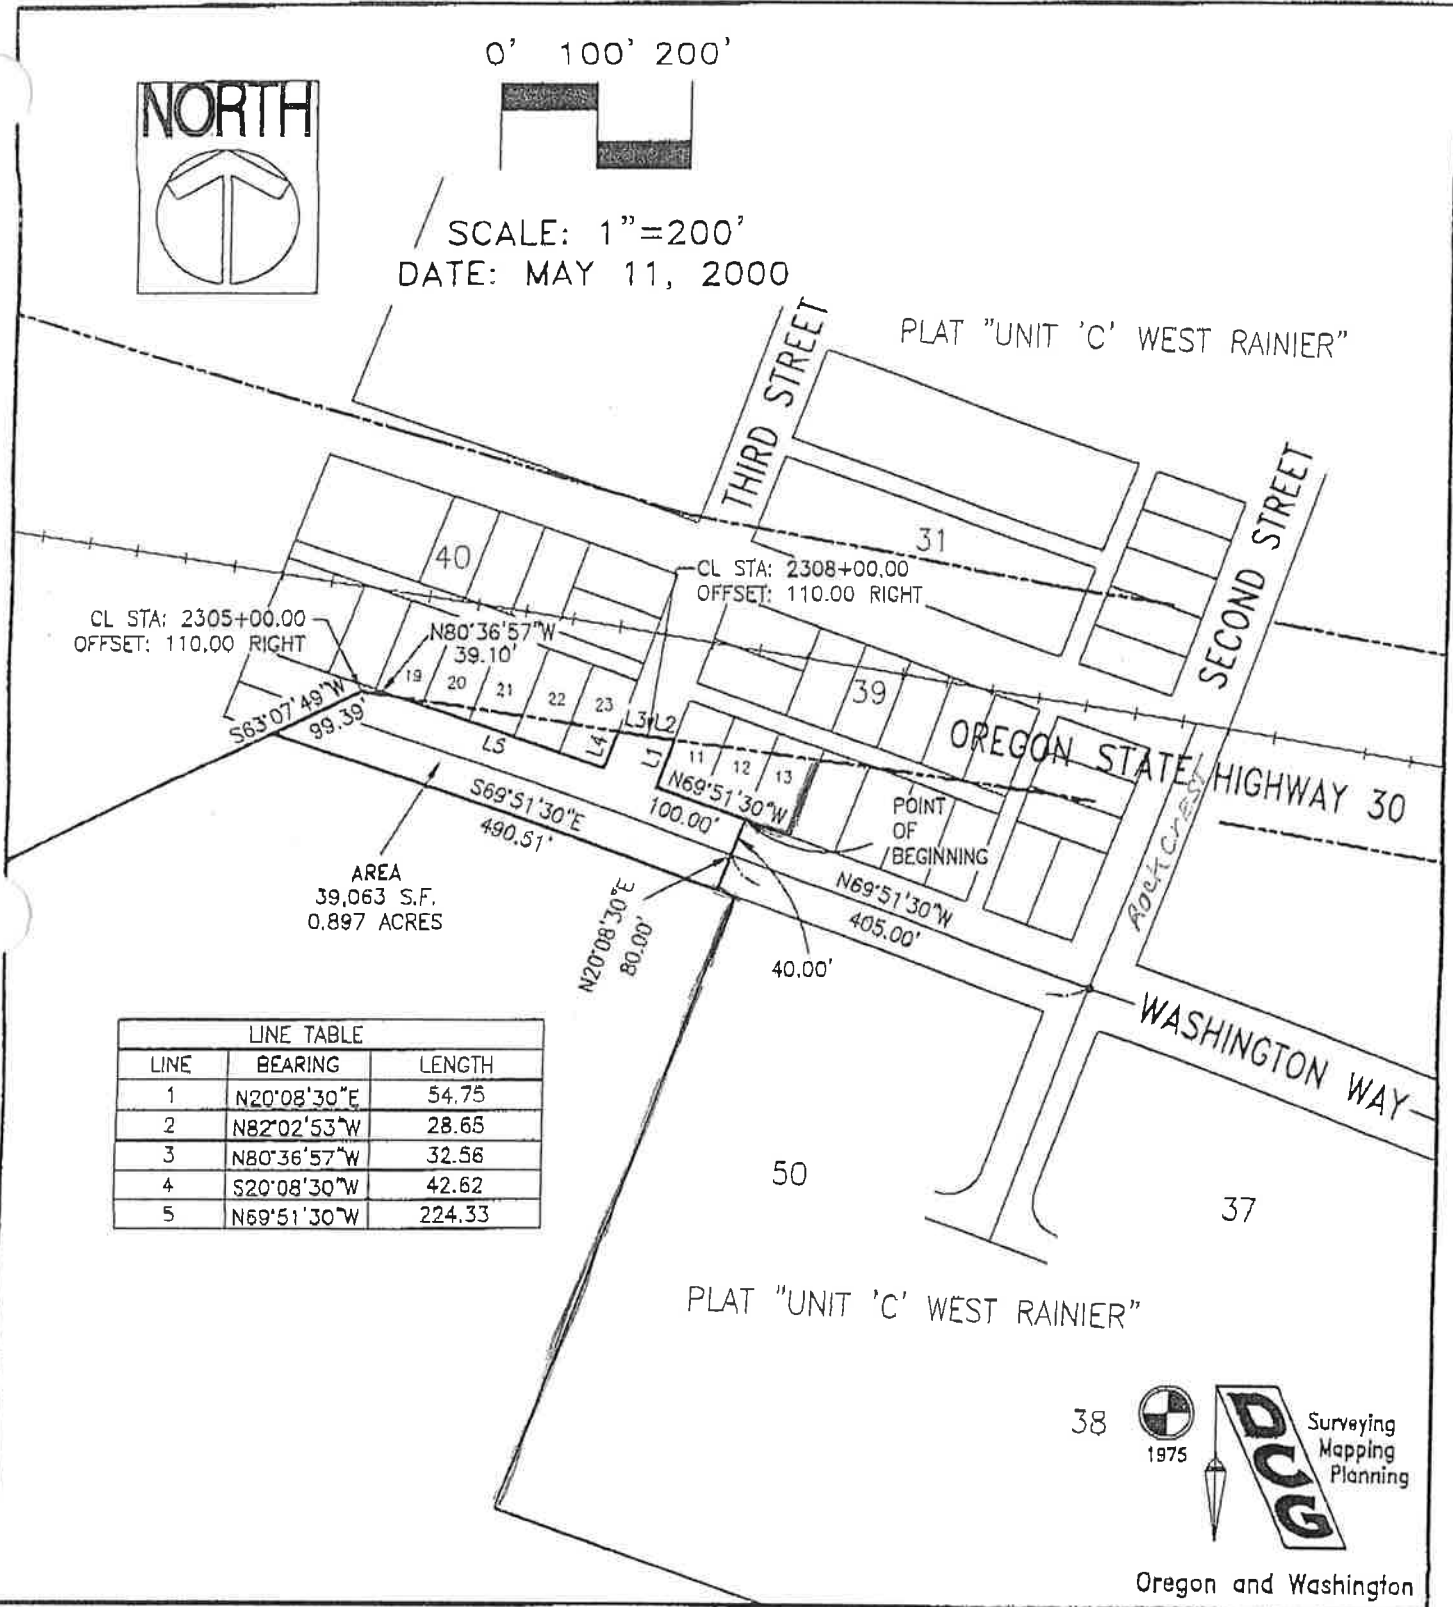 0' 100' 200'
NORTH
SCALE: 1"=200'
DATE: MAY 11, 2000
PLAT "UNIT 'C' WEST RAINIER"
THIRD STREET
SECOND STREET
31
40
CL STA: 2308+00.00
OFFSET: 110.00 RIGHT
CL STA: 2305+00.00
OFFSET: 110.00 RIGHT
N80°36'57"W
39.10'
19
20
21
22
23
39
S63°07'49"W
99.39'
L3
L2
L4
L5
L1
11
12
13
OREGON STATE HIGHWAY 30
N69°51'30"W
100.00'
S69°51'30"E
490.51'
POINT
OF
BEGINNING
ROCK CREST
AREA
39,063 S.F.
0.897 ACRES
N69°51'30"W
405.00'
N20°08'30"E
80.00'
40.00'
WASHINGTON WAY
LINE TABLE
LINE BEARING LENGTH
1 N20°08'30"E 54.75
2 N82°02'53"W 28.65
3 N80°36'57"W 32.56
4 S20°08'30"W 42.62
5 N69°51'30"W 224.33
50
37
PLAT "UNIT 'C' WEST RAINIER"
38
1975
DCG
Surveying
Mapping
Planning
Oregon and Washington